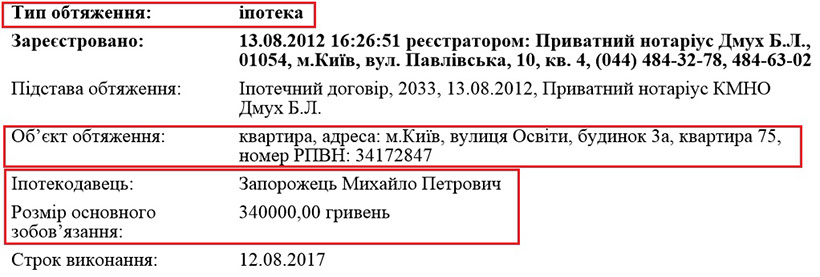 Тип обтяження: іпотека
Зареєстровано: 13.08.2012 16:26:51 реєстратором: Приватний нотаріус Дмух Б.Л.,
01054, м.Київ, вул. Павлівська, 10, кв. 4, (044) 484-32-78, 484-63-02
Підстава обтяження: Іпотечний договір, 2033, 13.08.2012, Приватний нотаріус КМНО
Дмух Б.Л.
Об’єкт обтяження: квартира, адреса: м.Київ, вулиця Освіти, будинок 3а, квартира 75,
номер РПВН: 34172847
Іпотекодавець: Запорожець Михайло Петрович
Розмір основного 340000,00 гривень
зобов’язання:
Строк виконання: 12.08.2017